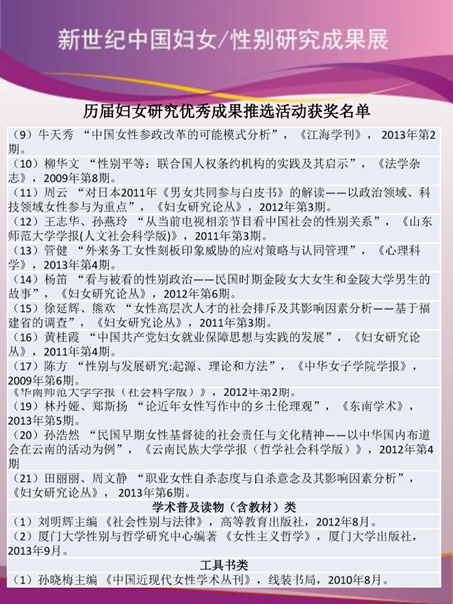 新世纪中国妇女/性别研究成果展
历届妇女研究优秀成果推选活动获奖名单
（9）牛天秀 “中国女性参政改革的可能模式分析”，《江海学刊》，2013年第2
期。
（10）柳华文 “性别平等：联合国人权条约机构的实践及其启示”，《法学杂
志》，2009年第8期。
（11）周云 “对日本2011年《男女共同参与白皮书》的解读——以政治领域、科
技领域女性参与为重点”，《妇女研究论丛》，2012年第3期。
（12）王志华、孙燕玲 “从当前电视相亲节目看中国社会的性别关系”，《山东
师范大学学报(人文社会科学版)》，2011年第3期。
（13）管健 “外来务工女性刻板印象威胁的应对策略与认同管理”，《心理科
学》，2013年第4期。
（14）杨笛 “看与被看的性别政治——民国时期金陵女大女生和金陵大学男生的
故事”，《妇女研究论丛》，2012年第6期。
（15）徐延辉、熊欢 “女性高层次人才的社会排斥及其影响因素分析——基于福
建省的调查”，《妇女研究论丛》，2011年第3期。
（16）黄桂霞 “中国共产党妇女就业保障思想与实践的发展”，《妇女研究论
丛》，2011年第4期。
（17）陈方 “性别与发展研究:起源、理论和方法”，《中华女子学院学报》，
2009年第6期。
《华南师范大学学报（社会科学版）》，2012年第2期。
（19）林丹娅、郑斯扬 “论近年女性写作中的乡土伦理观”，《东南学术》，
2013年第5期。
（20）孙浩然 “民国早期女性基督徒的社会责任与文化精神——以中华国内布道
会在云南的活动为例”，《云南民族大学学报（哲学社会科学版）》，2012年第4
期
（21）田丽丽、周文静 “职业女性自杀态度与自杀意念及其影响因素分析”，
《妇女研究论丛》，2013年第6期。
学术普及读物（含教材）类
（1）刘明辉主编《社会性别与法律》，高等教育出版社，2012年8月。
（2）厦门大学性别与哲学研究中心编著《女性主义哲学》，厦门大学出版社，
2013年9月。
工具书类
（1）孙晓梅主编《中国近现代女性学术丛刊》，线装书局，2010年8月。